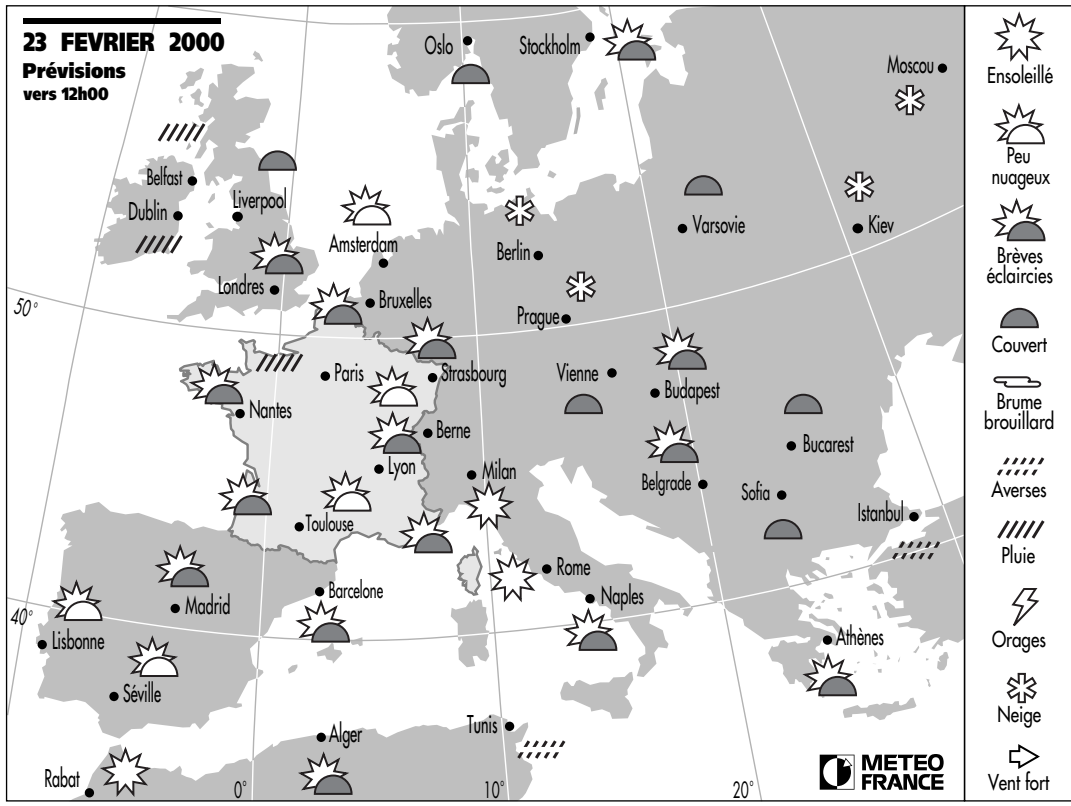 23 FEVRIER 2000
Prévisions
vers 12h00
Oslo
Stockholm
Moscou
Belfast
Dublin
Liverpool
Amsterdam
Berlin
Varsovie
Kiev
Londres
Bruxelles
50°
Prague
Paris
Strasbourg
Vienne
Budapest
Nantes
Berne
Bucarest
Lyon
Milan
Belgrade
Sofia
Istanbul
Toulouse
Rome
Barcelone
Naples
Madrid
40°
Lisbonne
Athènes
Séville
Tunis
Alger
Rabat
0°
10°
20°
METEO
FRANCE
Ensoleillé
Peu
nuageux
Brèves
éclaircies
Couvert
Brume
brouillard
Averses
Pluie
Orages
Neige
Vent fort